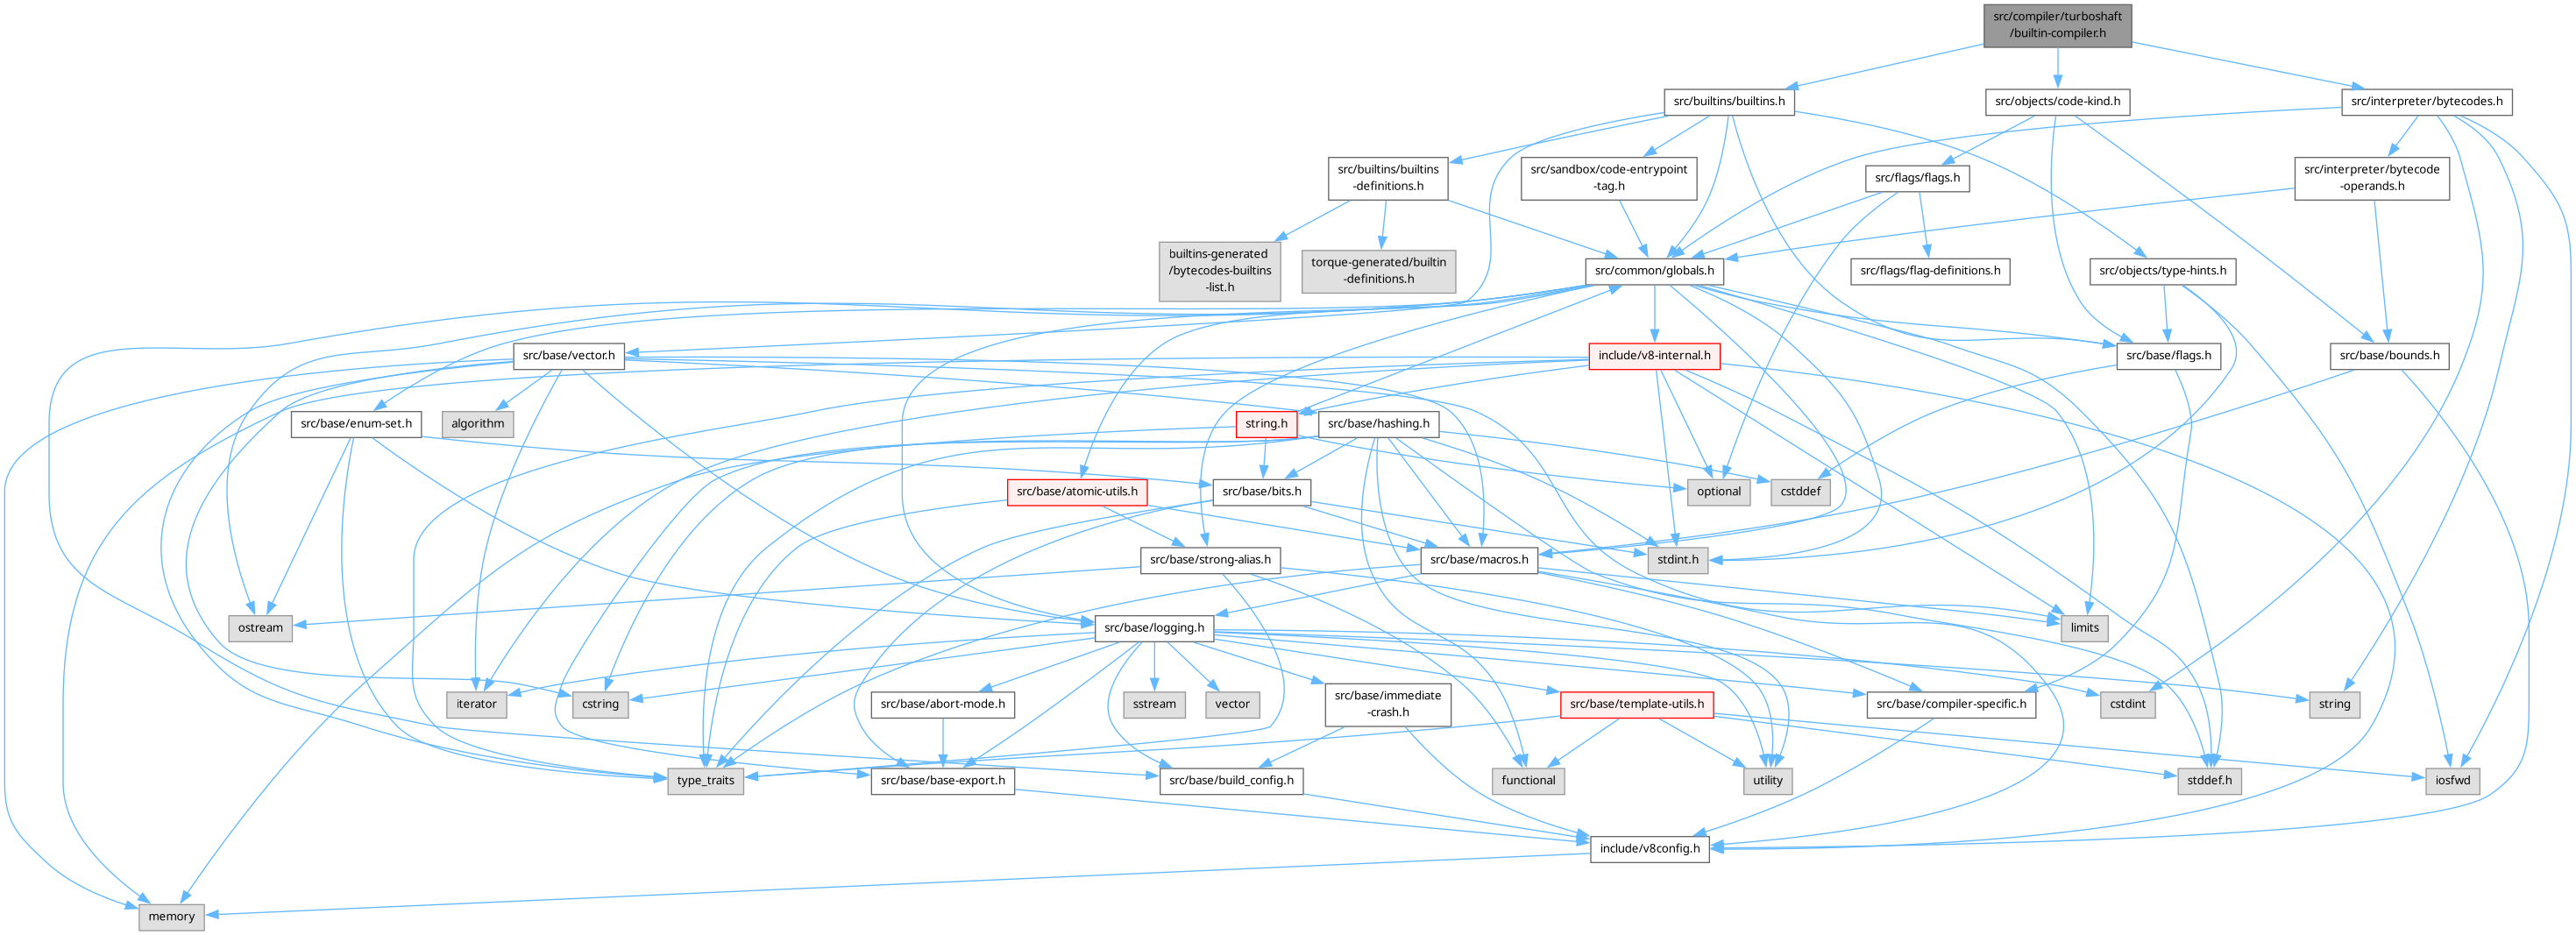 src/compiler/turboshaft
/builtin-compiler.h
src/builtins/builtins.h
src/objects/code-kind.h
src/interpreter/bytecodes.h
src/builtins/builtins
-definitions.h
src/sandbox/code-entrypoint
-tag.h
src/flags/flags.h
src/interpreter/bytecode
-operands.h
builtins-generated
/bytecodes-builtins
-list.h
torque-generated/builtin
-definitions.h
src/common/globals.h
src/flags/flag-definitions.h
src/objects/type-hints.h
src/base/vector.h
include/v8-internal.h
src/base/flags.h
src/base/bounds.h
src/base/enum-set.h
algorithm
string.h
src/base/hashing.h
src/base/atomic-utils.h
src/base/bits.h
optional
cstddef
src/base/strong-alias.h
src/base/macros.h
stdint.h
ostream
src/base/logging.h
limits
iterator
cstring
src/base/abort-mode.h
sstream
vector
src/base/immediate
-crash.h
src/base/template-utils.h
src/base/compiler-specific.h
cstdint
string
type_traits
src/base/base-export.h
src/base/build_config.h
functional
utility
stddef.h
iosfwd
include/v8config.h
memory